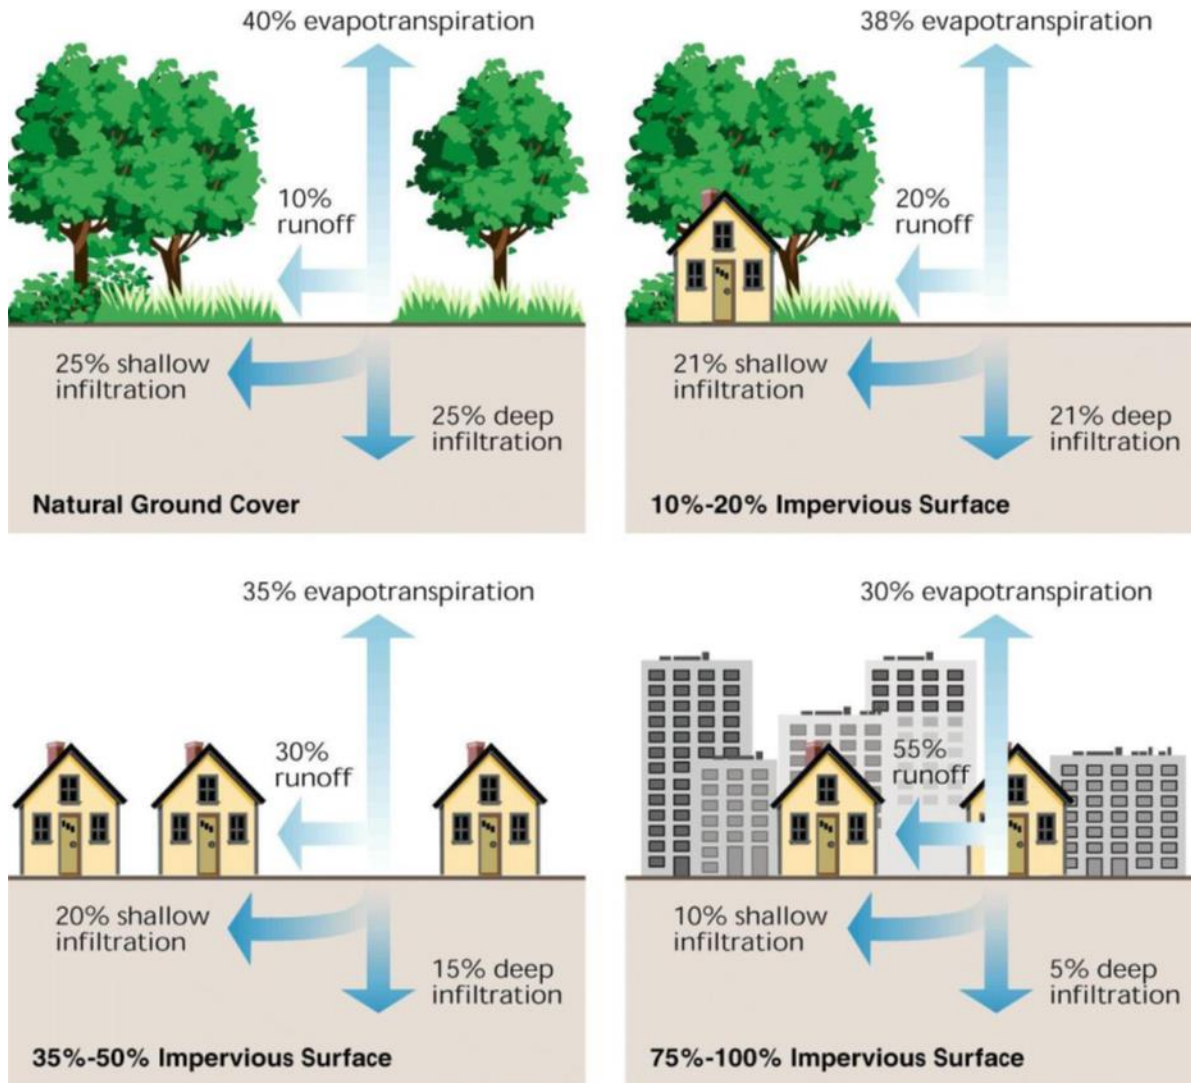 40% evapotranspiration
10%
runoff
25% shallow
infiltration
25% deep
infiltration
Natural Ground Cover
38% evapotranspiration
20%
runoff
21% shallow
infiltration
21% deep
infiltration
10%-20% Impervious Surface
35% evapotranspiration
30%
runoff
20% shallow
infiltration
15% deep
infiltration
35%-50% Impervious Surface
30% evapotranspiration
55%
runoff
10% shallow
infiltration
5% deep
infiltration
75%-100% Impervious Surface